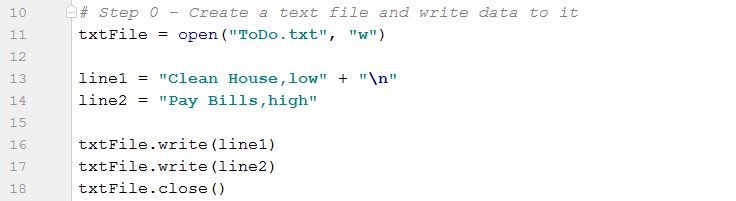 10 # Step 0 - Create a text file and write data to it
11 txtFile = open("ToDo.txt", "w")
12
13 line1 = "Clean House,low" + "\n"
14 line2 = "Pay Bills,high"
15
16 txtFile.write(line1)
17 txtFile.write(line2)
18 txtFile.close()